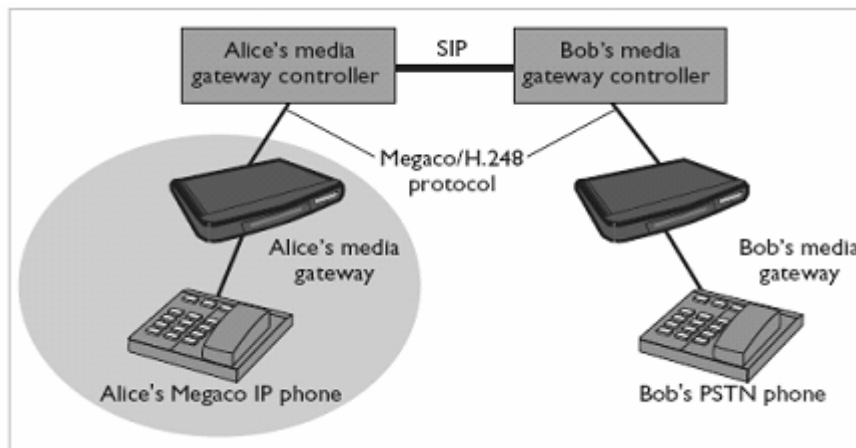 Alice's media
gateway controller
SIP
Bob's media
gateway controller
Megaco/H.248
protocol
Alice's media
gateway
Bob's media
gateway
Alice's Megaco IP phone
Bob's PSTN phone